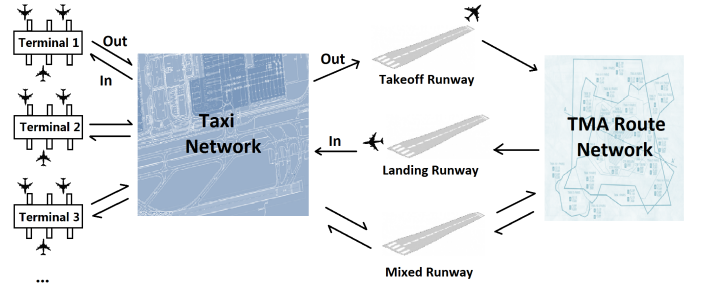 Terminal 1
Out
In
Terminal 2
Terminal 3
...
Taxi
Network
Out
In
Takeoff Runway
Landing Runway
Mixed Runway
TMA Route
Network